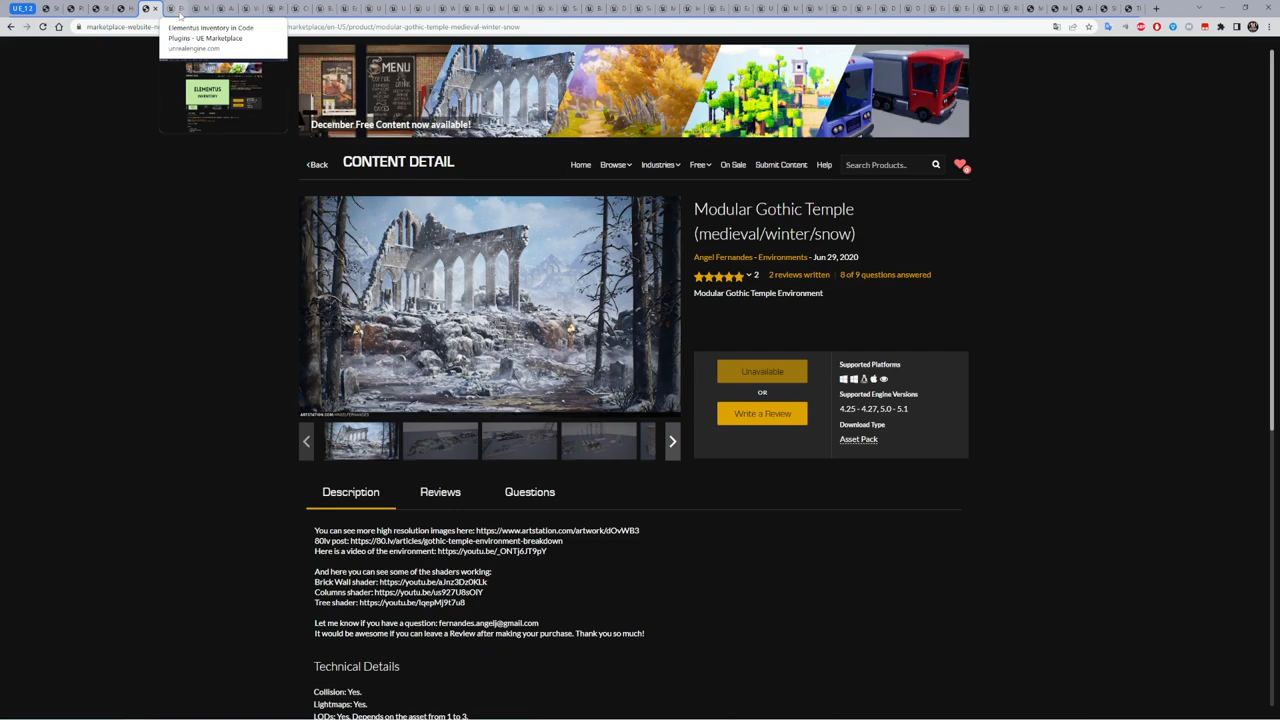 UE_12
marketplace/en-US/product/modular-gothic-temple-medieval-winter-snow
Elementus Inventory in Code
Plugins - UE Marketplace
unrealengine.com
ELEMENTUS
INVENTORY
MENU
December Free Content now available!
Back
CONTENT DETAIL
Home
Browse
Industries
Free
On Sale
Submit Content
Help
Search Products..
0
Modular Gothic Temple
(medieval/winter/snow)
Angel Fernandes - Environments - Jun 29, 2020
2
2 reviews written
8 of 9 questions answered
Modular Gothic Temple Environment
Unavailable
OR
Write a Review
Supported Platforms
Supported Engine Versions
4.25 - 4.27, 5.0 - 5.1
Download Type
Asset Pack
Description
Reviews
Questions
You can see more high resolution images here: https://www.artstation.com/artwork/dOvWB3
80lv post: https://80.lv/articles/gothic-temple-environment-breakdown
Here is a video of the environment: https://youtu.be/_ONTj6JT9pY
And here you can see some of the shaders working:
Brick Wall shader: https://youtu.be/aJnz3Dz0KLk
Columns shader: https://youtu.be/us927U8sOIY
Tree shader: https://youtu.be/IqepMj9t7u8
Let me know if you have a question: fernandes.angelj@gmail.com
It would be awesome if you can leave a Review after making your purchase. Thank you so much!
Technical Details
Collision: Yes.
Lightmaps: Yes.
LODs: Yes. Depends on the asset from 1 to 3.